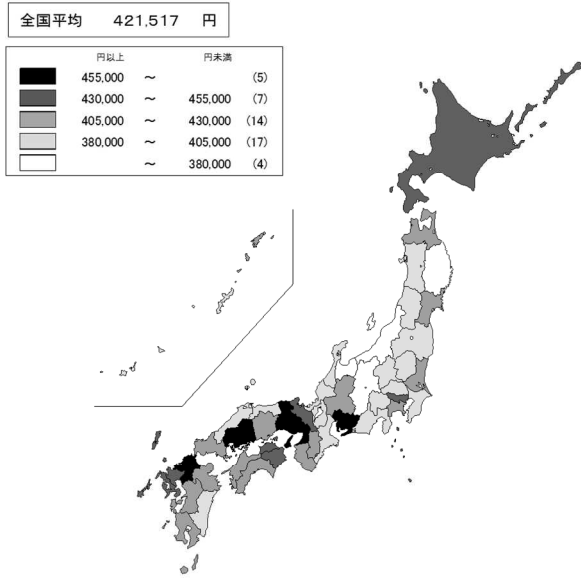 全国平均 421,517 円
円以上 円未満
455,000 ～ (5)
430,000 ～ 455,000 (7)
405,000 ～ 430,000 (14)
380,000 ～ 405,000 (17)
～ 380,000 (4)